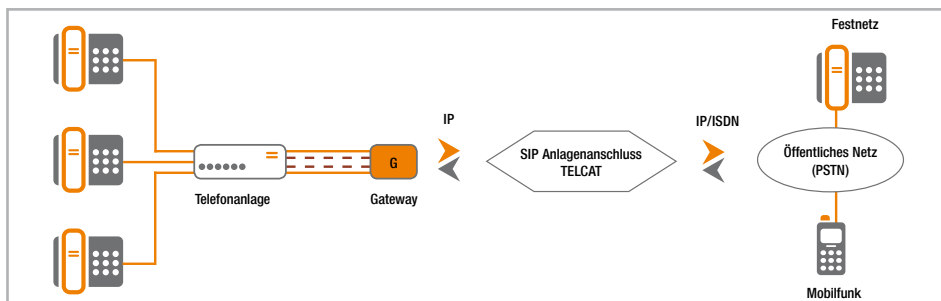 Festnetz
IP
IP/ISDN
SIP Anlagenanschluss
TELCAT
Öffentliches Netz
(PSTN)
G
Telefonanlage
Gateway
Mobilfunk